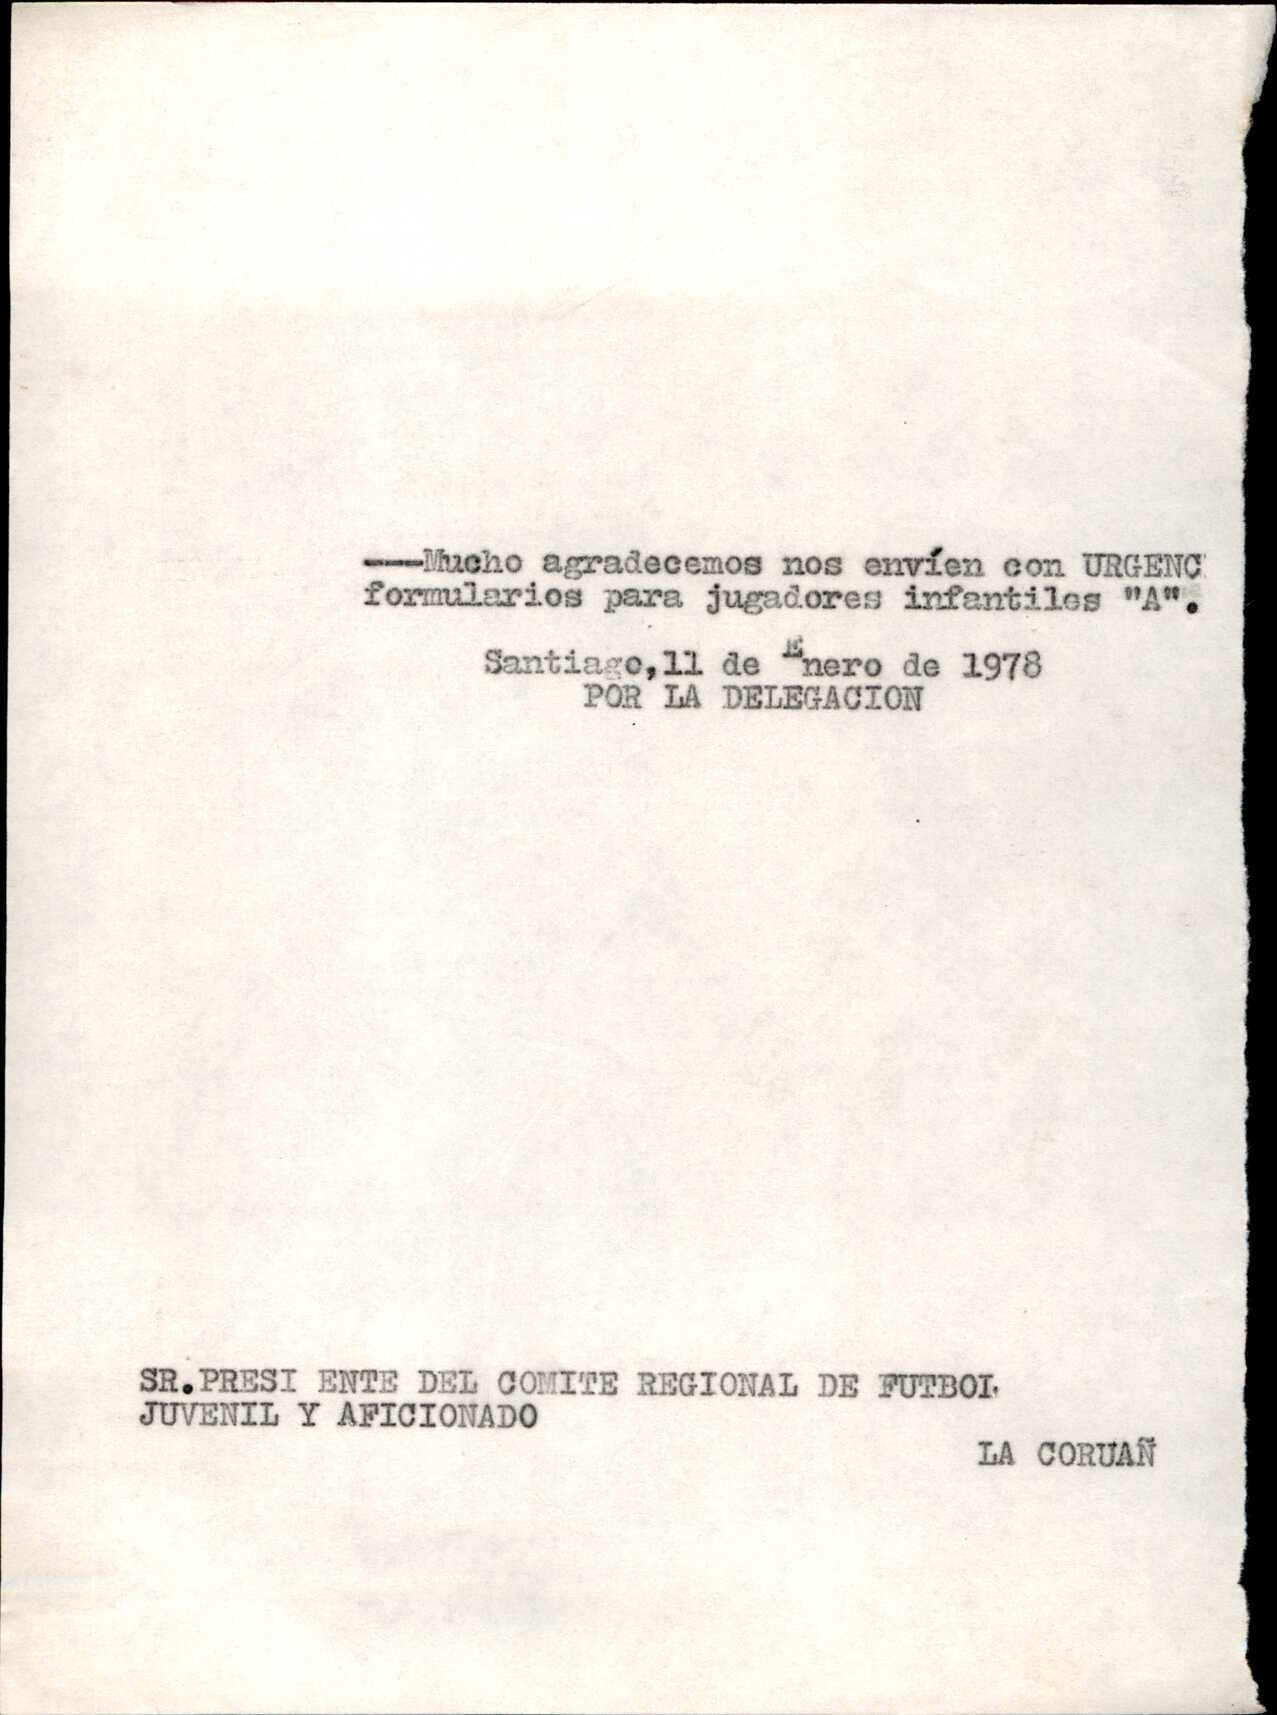 ---Mucho agradecemos nos envíen con URGENC
formularios para jugadores infantiles "A".
Santiago, 11 de Enero de 1978
POR LA DELEGACION
SR. PRESI ENTE DEL COMITE REGIONAL DE FUTBOL
JUVENIL Y AFICIONADO
LA CORUAÑ